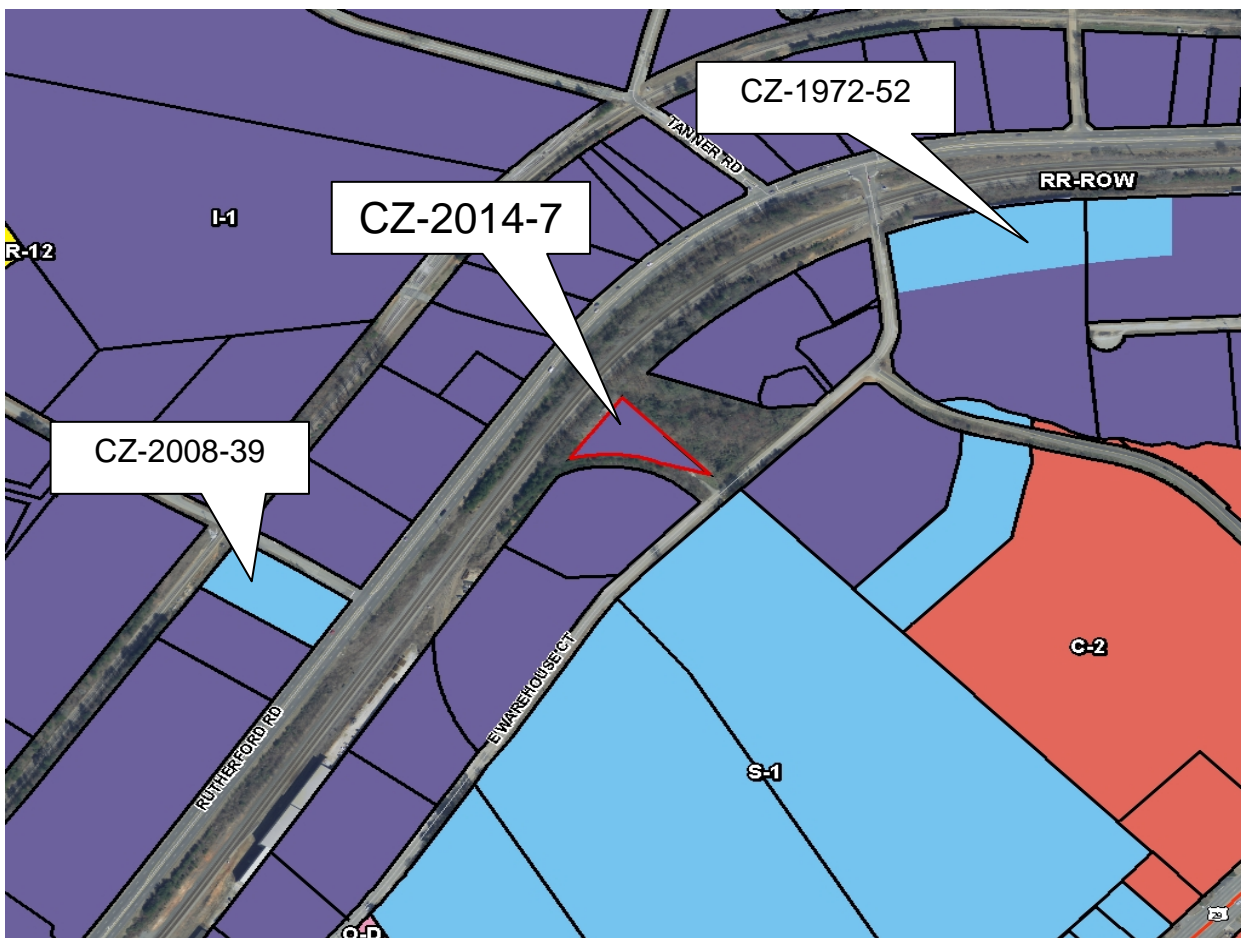 CZ-1972-52
TANNER RD
RR-ROW
CZ-2014-7
I-1
R-12
CZ-2008-39
C-2
E WAREHOUSE CT
RUTHERFORD RD
S-1
29
O-D